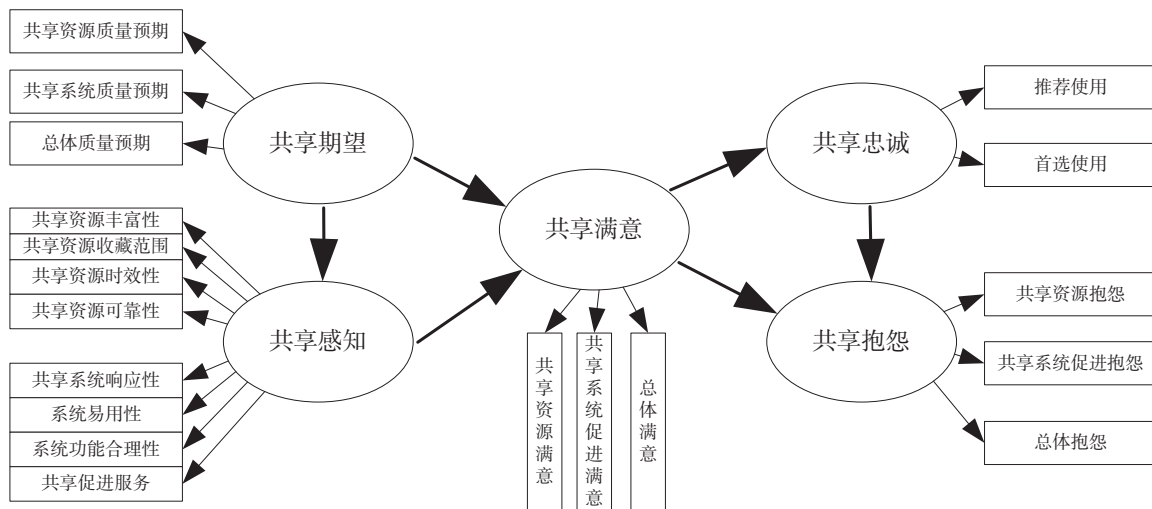 共享资源质量预期
共享系统质量预期
总体质量预期
共享期望
共享资源丰富性
共享资源收藏范围
共享资源时效性
共享资源可靠性
共享感知
共享系统响应性
系统易用性
系统功能合理性
共享促进服务
共享满意
共享资源满意
共享系统促进满意
总体满意
共享忠诚
推荐使用
首选使用
共享抱怨
共享资源抱怨
共享系统促进抱怨
总体抱怨